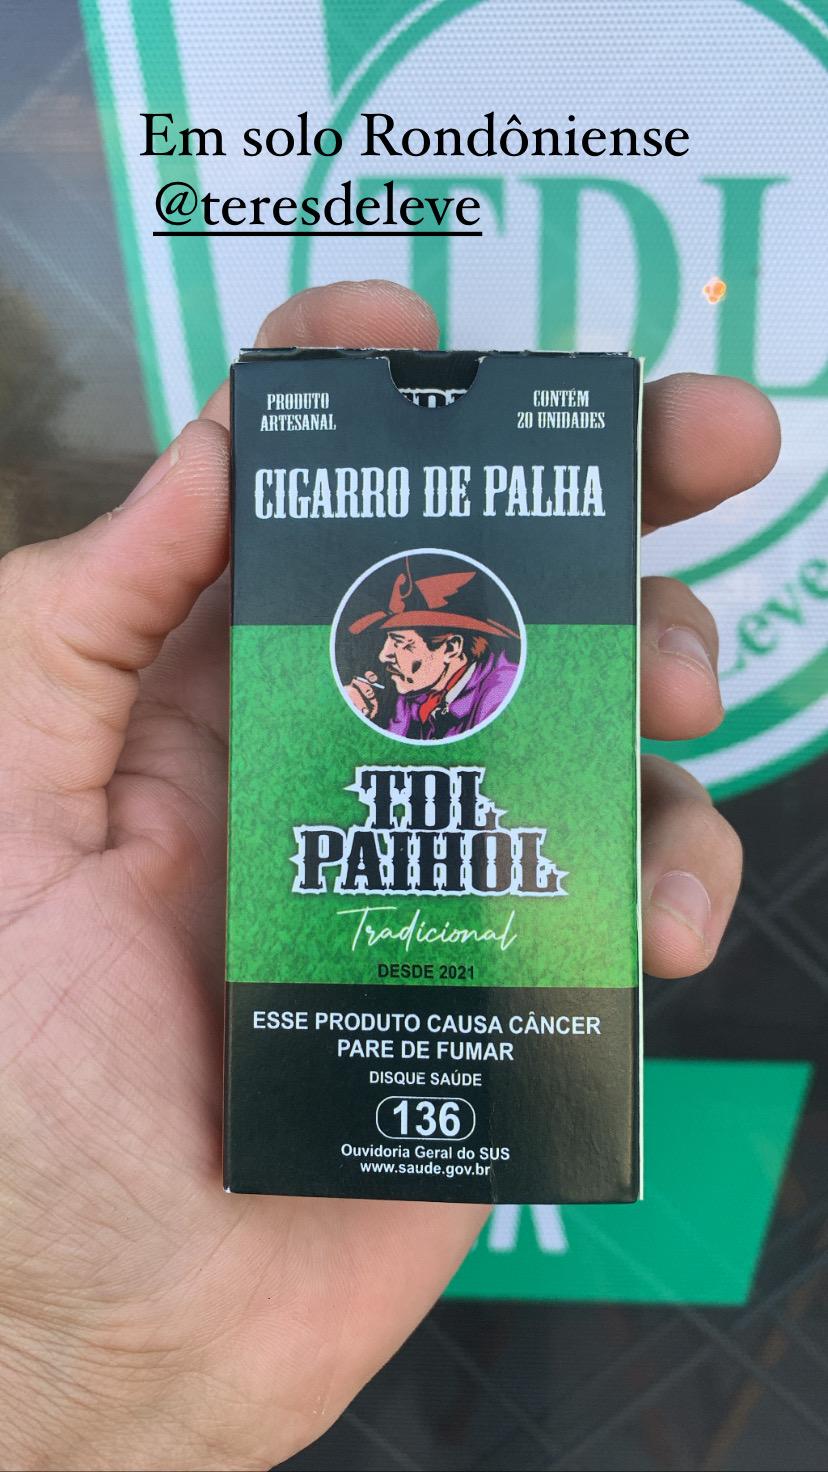 Em solo Rondôniense
@teresdeleve
TDL
Leve
PRODUTO
ARTESANAL
CONTÉM
20 UNIDADES
CIGARRO DE PALHA
TDL
PAIHOL
Tradicional
DESDE 2021
ESSE PRODUTO CAUSA CÂNCER
PARE DE FUMAR
DISQUE SAÚDE
136
Ouvidoria Geral do SUS
www.saude.gov.br